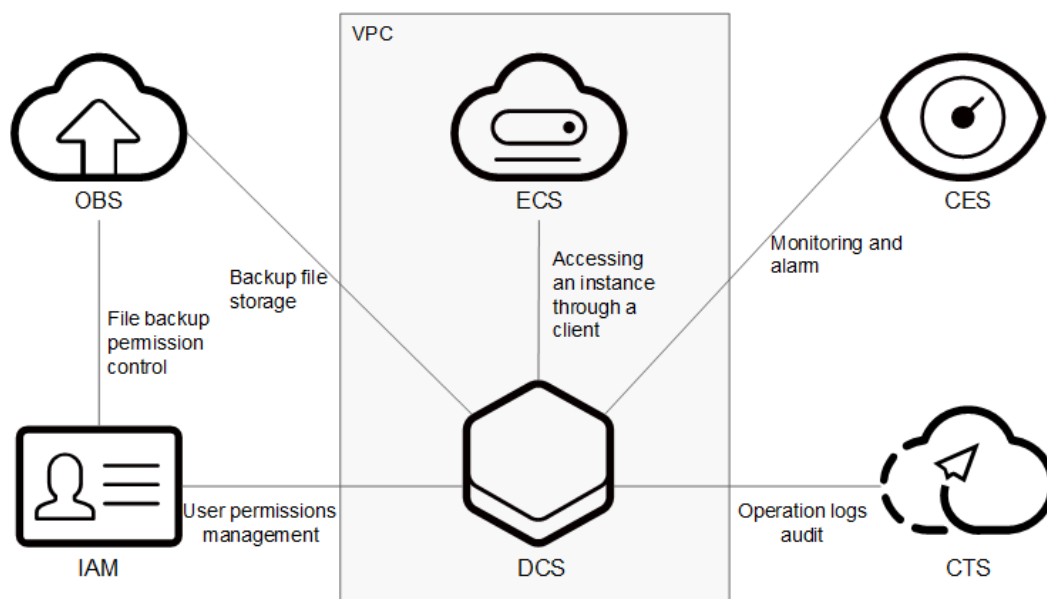 VPC
OBS
ECS
CES
Backup file
storage
Accessing
an instance
through a
client
Monitoring and
alarm
File backup
permission
control
User permissions
management
Operation logs
audit
IAM
DCS
CTS